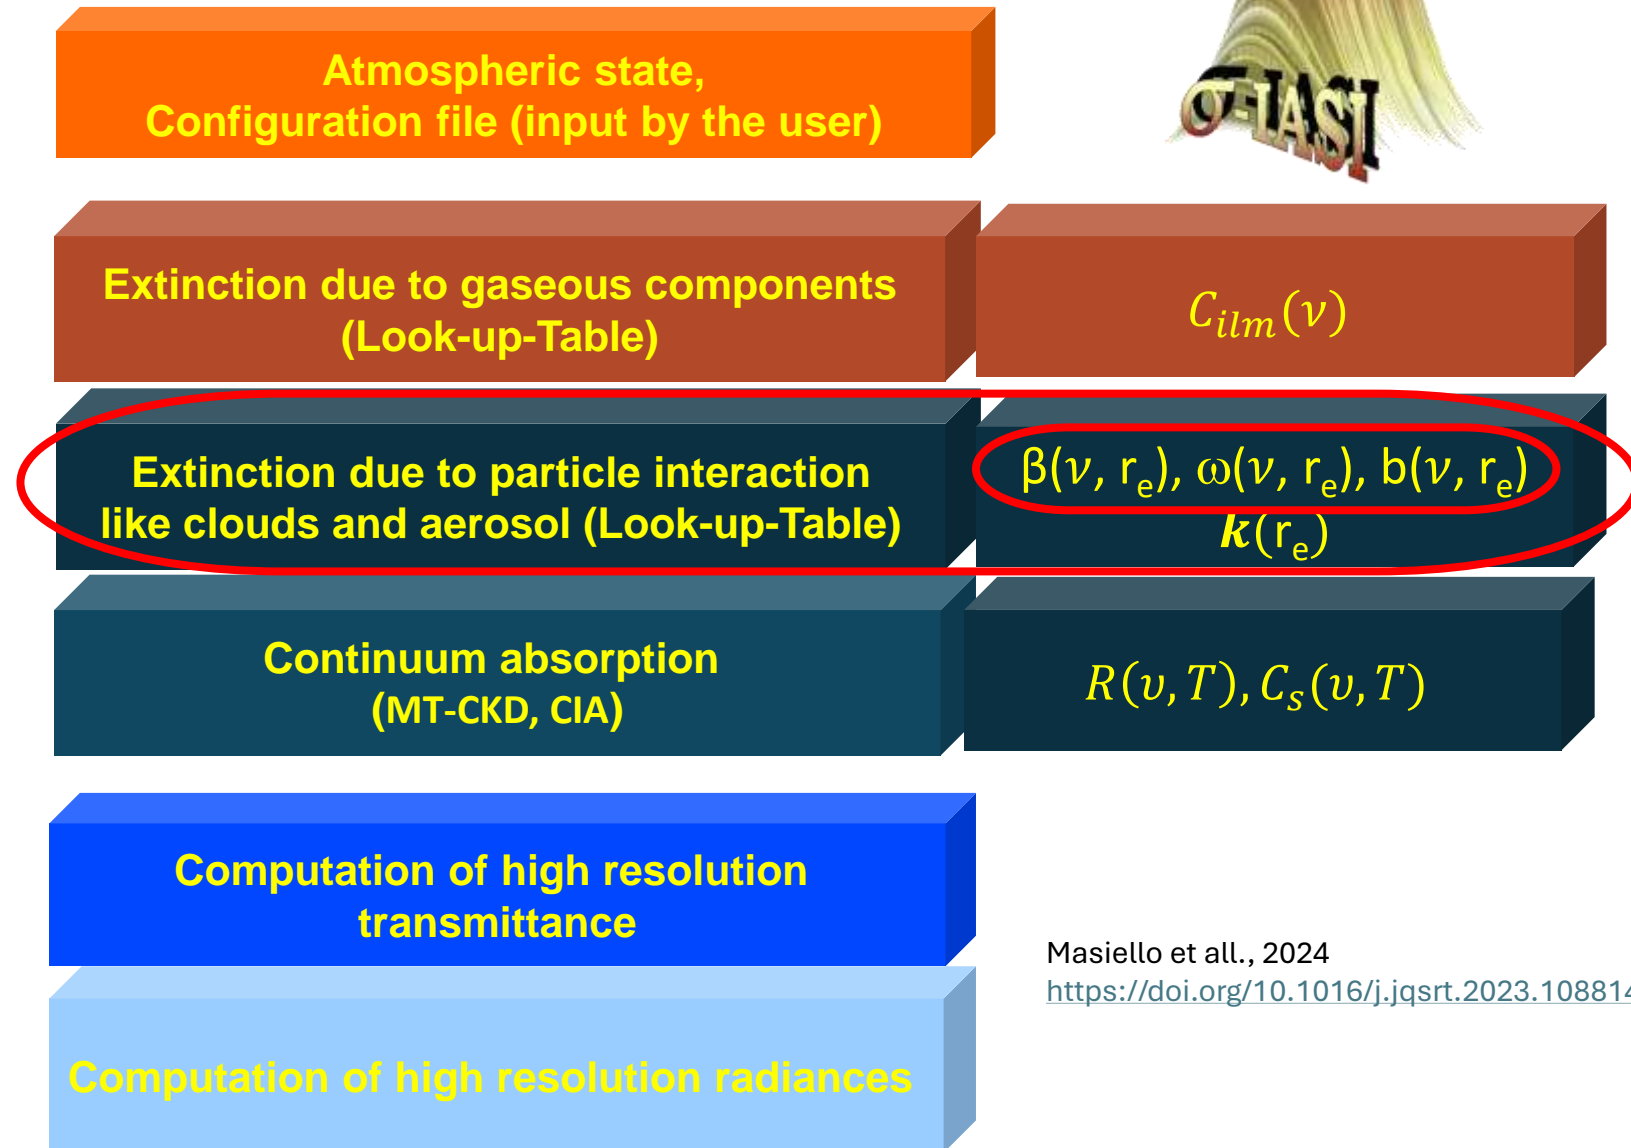 Atmospheric state,
Configuration file (input by the user)
σ-IASI
Extinction due to gaseous components
(Look-up-Table)
C_{ilm}(ν)
Extinction due to particle interaction
like clouds and aerosol (Look-up-Table)
β(ν, r_e), ω(ν, r_e), b(ν, r_e)
k(r_e)
Continuum absorption
(MT-CKD, CIA)
R(υ, T), C_s(υ, T)
Computation of high resolution
transmittance
Masiello et all., 2024
https://doi.org/10.1016/j.jqsrt.2023.108814
Computation of high resolution radiances